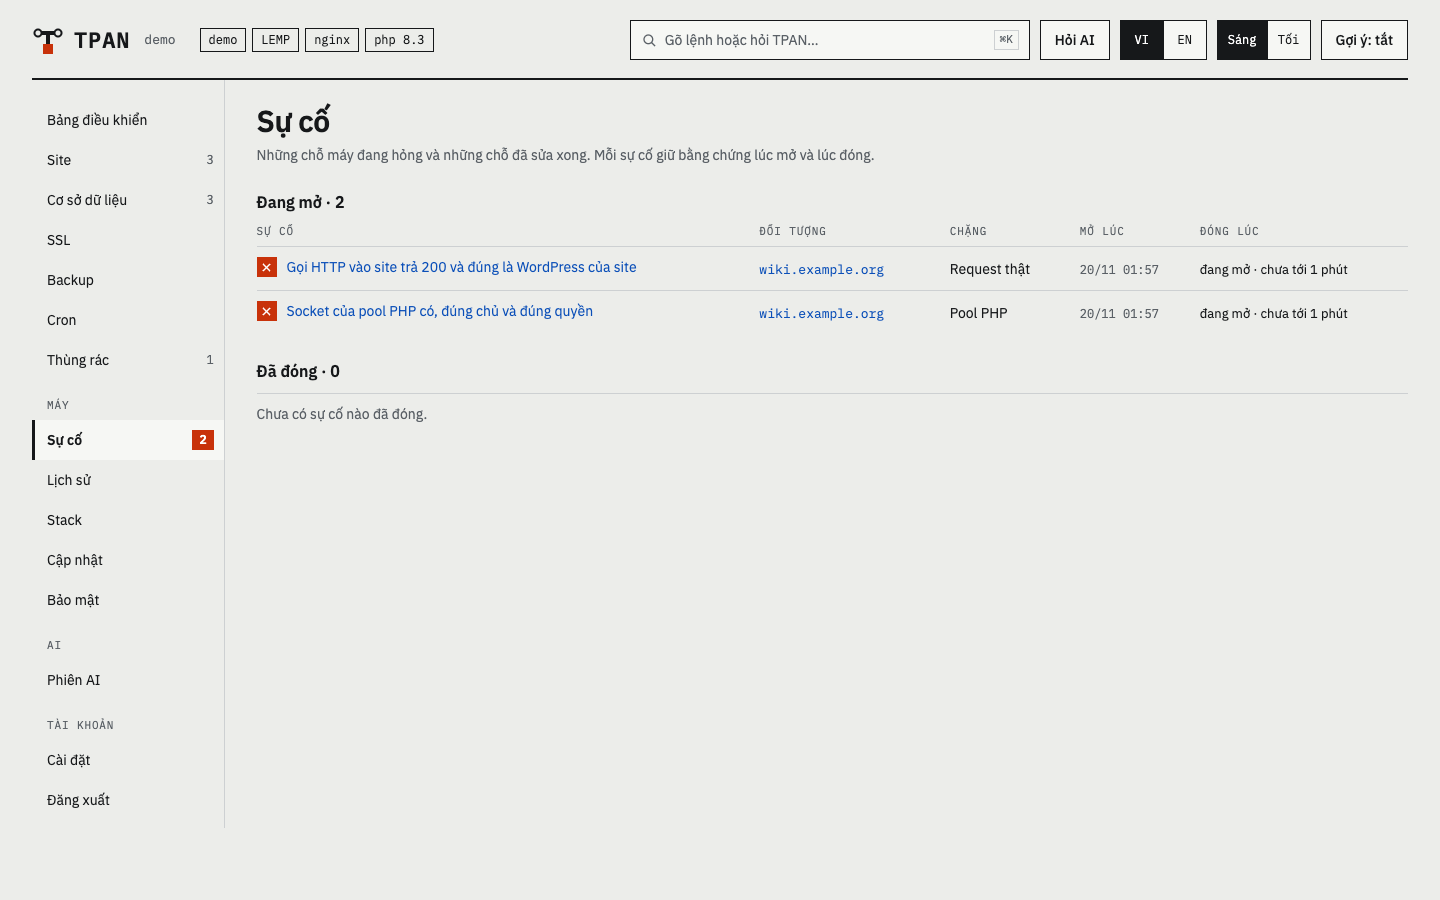 TPAN demo demo LEMP nginx php 8.3 Gõ lệnh hoặc hỏi TPAN... ⌘K Hỏi AI VI EN Sáng Tối Gợi ý: tắt
Bảng điều khiển
Site 3
Cơ sở dữ liệu 3
SSL
Backup
Cron
Thùng rác 1
MÁY
Sự cố 2
Lịch sử
Stack
Cập nhật
Bảo mật
AI
Phiên AI
TÀI KHOẢN
Cài đặt
Đăng xuất
Sự cố
Những chỗ máy đang hỏng và những chỗ đã sửa xong. Mỗi sự cố giữ bằng chứng lúc mở và lúc đóng.
Đang mở · 2
SỰ CỐ ĐỐI TƯỢNG CHẶNG MỞ LÚC ĐÓNG LÚC
Gọi HTTP vào site trả 200 và đúng là WordPress của site wiki.example.org Request thật 20/11 01:57 đang mở · chưa tới 1 phút
Socket của pool PHP có, đúng chủ và đúng quyền wiki.example.org Pool PHP 20/11 01:57 đang mở · chưa tới 1 phút
Đã đóng · 0
Chưa có sự cố nào đã đóng.